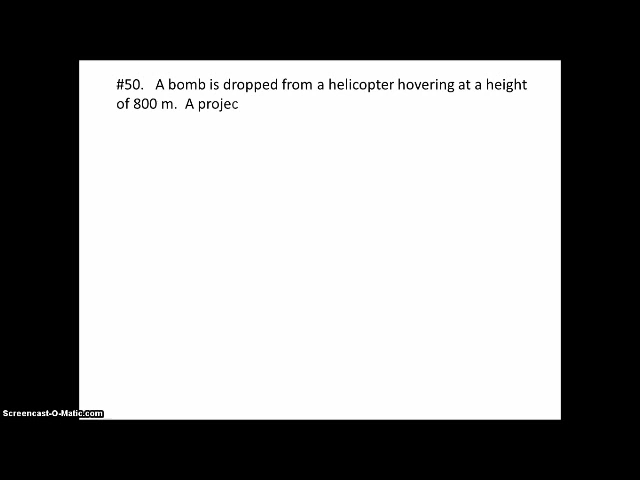 #50. A bomb is dropped from a helicopter hovering at a height
of 800 m. A projec
Screencast-O-Matic.com